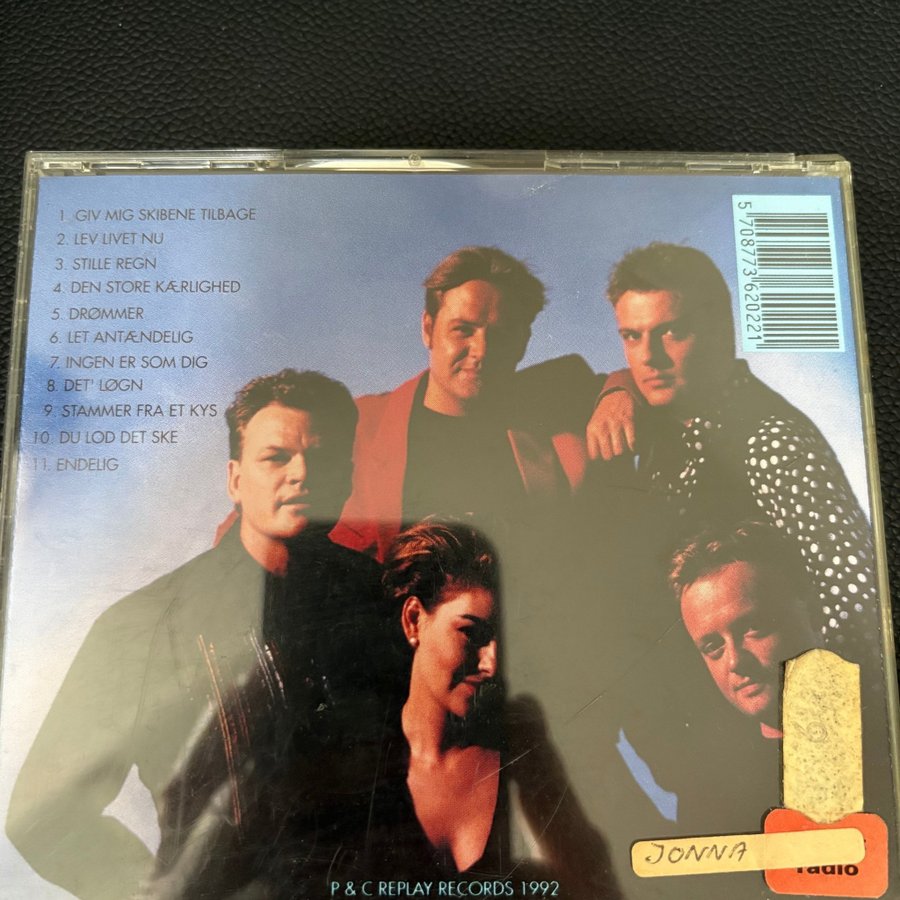 1. GIV MIG SKIBENE TILBAGE
2. LEV LIVET NU
3. STILLE REGN
4. DEN STORE KÆRLIGHED
5. DRØMMER
6. LET ANTÆNDELIG
7. INGEN ER SOM DIG
8. DET' LØGN
9. STAMMER FRA ET KYS
10. DU LOD DET SKE
11. ENDELIG
5 708773 620221
JONNA
radio
P & C REPLAY RECORDS 1992